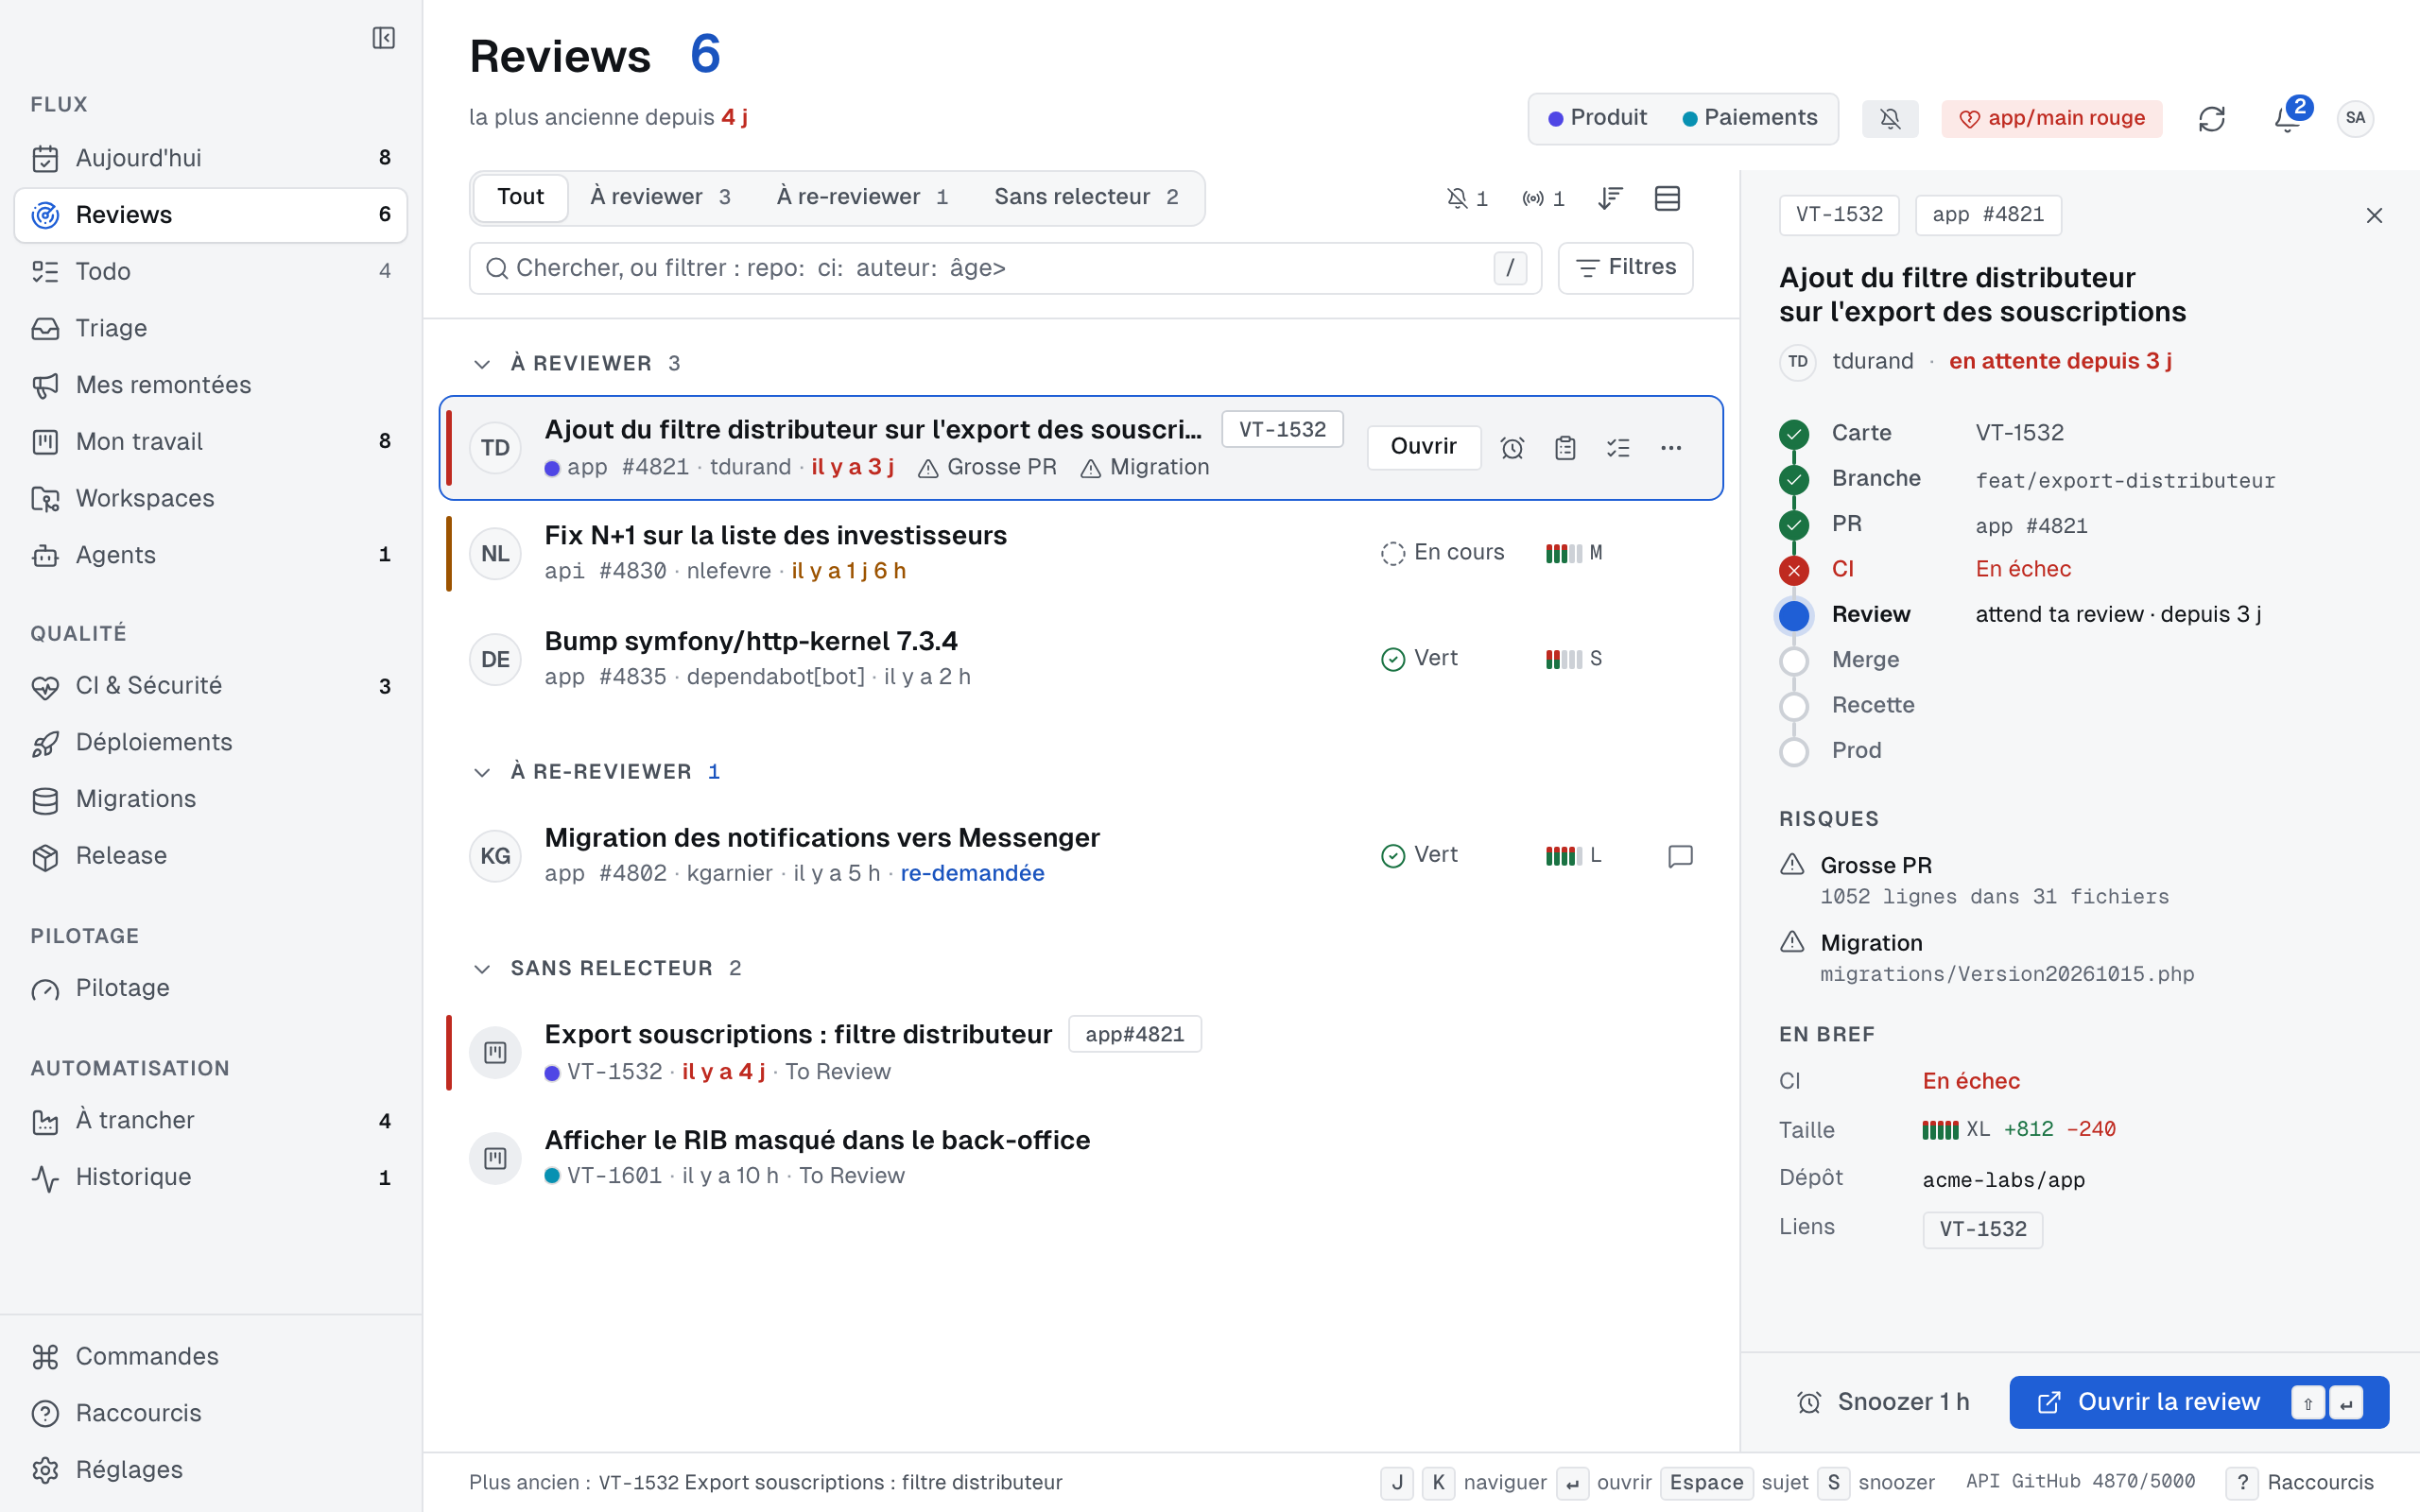 FLUX
Aujourd'hui 8
Reviews 6
Todo 4
Triage
Mes remontées
Mon travail 8
Workspaces
Agents 1
QUALITÉ
CI & Sécurité 3
Déploiements
Migrations
Release
PILOTAGE
Pilotage
AUTOMATISATION
À trancher 4
Historique 1
Commandes
Raccourcis
Réglages
Reviews 6
la plus ancienne depuis 4 j
Produit Paiements
app/main rouge
2
SA
Tout À reviewer 3 À re-reviewer 1 Sans relecteur 2
1 1
Chercher, ou filtrer : repo: ci: auteur: âge> /
Filtres
À REVIEWER 3
TD
Ajout du filtre distributeur sur l'export des souscri... VT-1532
app #4821 · tdurand · il y a 3 j Grosse PR Migration
Ouvrir
NL
Fix N+1 sur la liste des investisseurs
api #4830 · nlefevre · il y a 1 j 6 h
En cours M
DE
Bump symfony/http-kernel 7.3.4
app #4835 · dependabot[bot] · il y a 2 h
Vert S
À RE-REVIEWER 1
KG
Migration des notifications vers Messenger
app #4802 · kgarnier · il y a 5 h · re-demandée
Vert L
SANS RELECTEUR 2
Export souscriptions : filtre distributeur app#4821
VT-1532 · il y a 4 j · To Review
Afficher le RIB masqué dans le back-office
VT-1601 · il y a 10 h · To Review
VT-1532 app #4821
Ajout du filtre distributeur
sur l'export des souscriptions
TD tdurand · en attente depuis 3 j
Carte VT-1532
Branche feat/export-distributeur
PR app #4821
CI En échec
Review attend ta review · depuis 3 j
Merge
Recette
Prod
RISQUES
Grosse PR
1052 lignes dans 31 fichiers
Migration
migrations/Version20261015.php
EN BREF
CI En échec
Taille XL +812 −240
Dépôt acme-labs/app
Liens VT-1532
Snoozer 1 h
Ouvrir la review ⇧ ↵
Plus ancien : VT-1532 Export souscriptions : filtre distributeur
J K naviguer ↵ ouvrir Espace sujet S snoozer API GitHub 4870/5000 ? Raccourcis